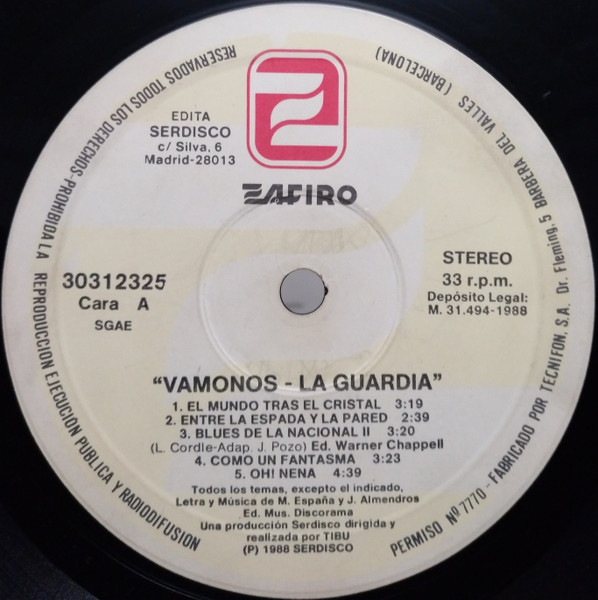 EDITA
SERDISCO
c/ Silva, 6
Madrid-28013
ZAFIRO
30312325
Cara A
SGAE
STEREO
33 r.p.m.
Depósito Legal:
M. 31.494-1988
"VAMONOS - LA GUARDIA"
1. EL MUNDO TRAS EL CRISTAL 3:19
2. ENTRE LA ESPADA Y LA PARED 2:39
3. BLUES DE LA NACIONAL II 3:20
(L. Cordle-Adap. J. Pozo) Ed. Warner Chappell
4. COMO UN FANTASMA 3:23
5. OH! NENA 4:39
Todos los temas, excepto el indicado,
Letra y Música de M. España y J. Almendros
Ed. Mus. Discorama
Una producción Serdisco dirigida y
realizada por TIBU
(P) 1988 SERDISCO
RESERVADOS TODOS LOS DERECHOS-PROHIBIDA LA REPRODUCCION EJECUCION PUBLICA Y RADIODIFUSION
PERMISO Nº 7770 - FABRICADO POR TECNIFON, S.A. Dr. Fleming, 5 BARBERA DEL VALLES (BARCELONA)